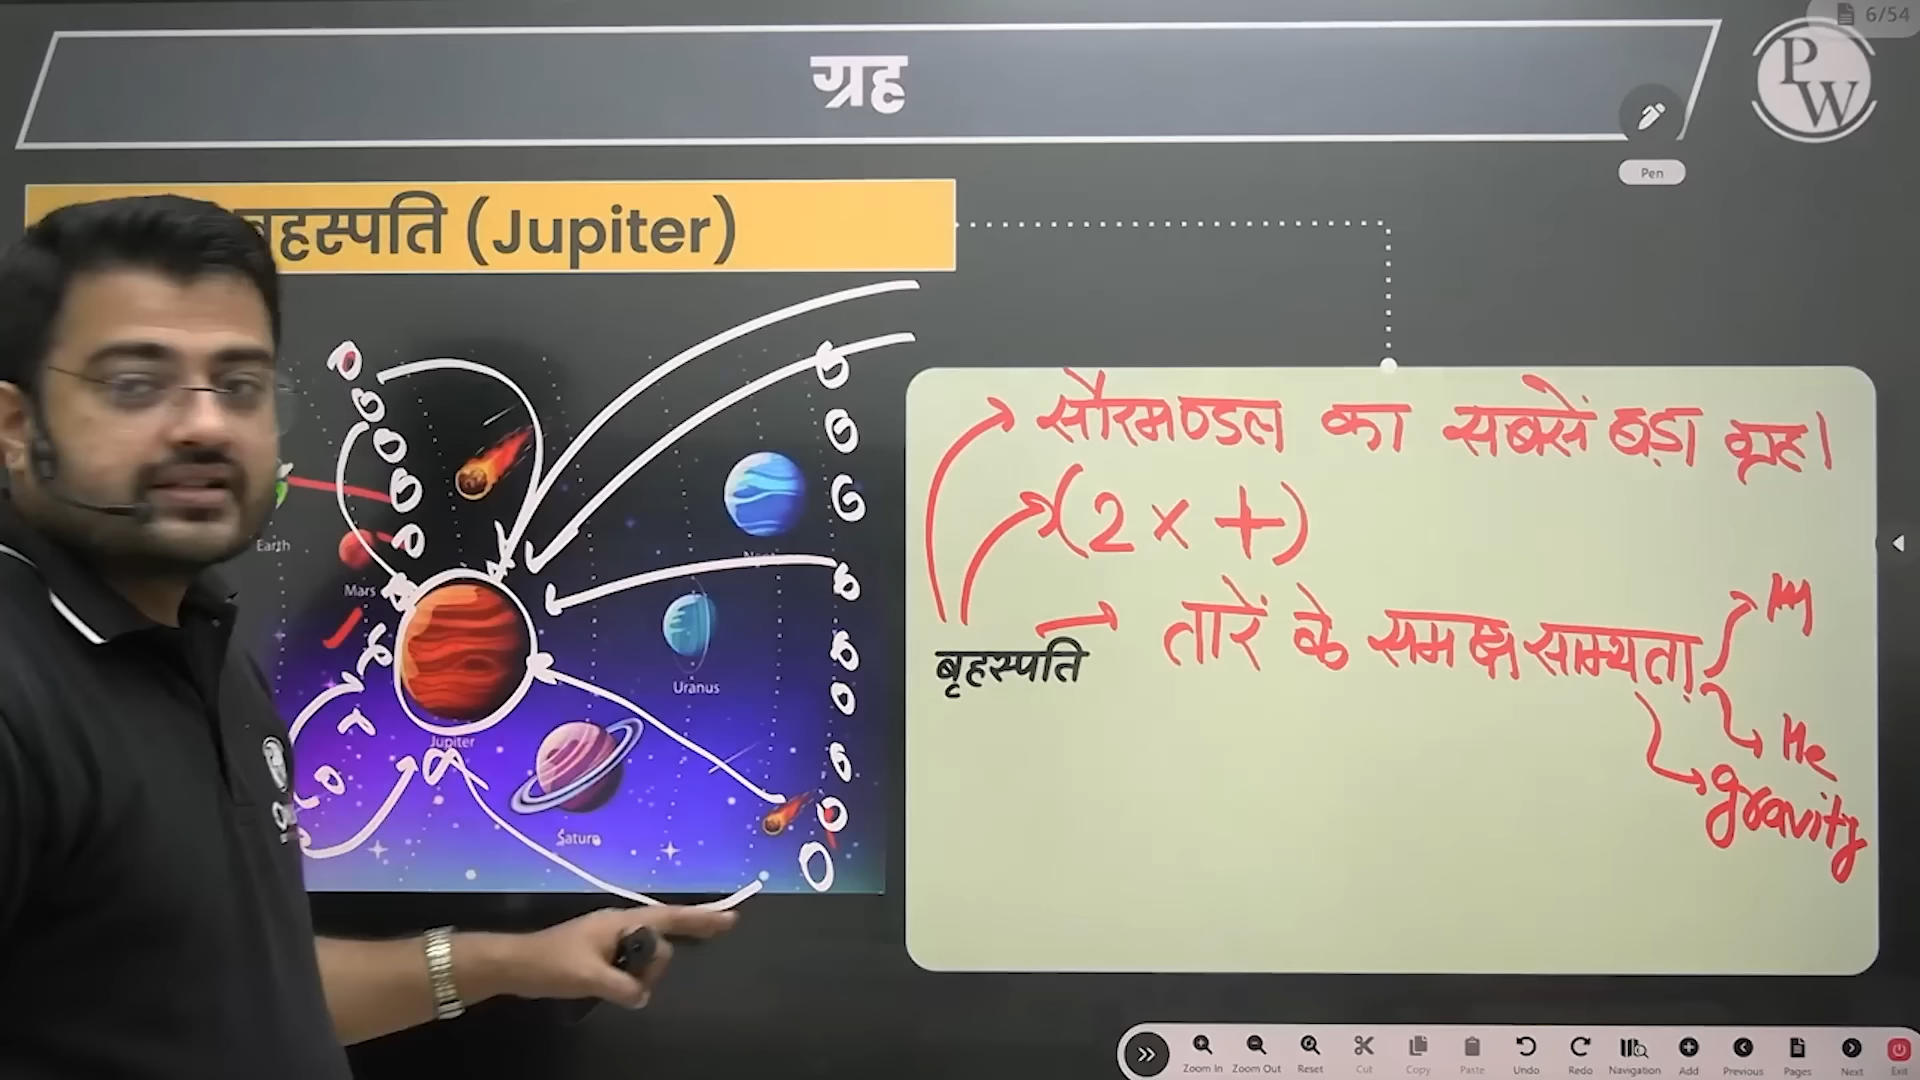 6/54
ग्रह
PW
Pen
बृहस्पति (Jupiter)
सौरमण्डल का सबसें बड़ा ग्रह।
(2 x +)
Earth
Mars
तारें के समक्ष साम्यता
H
बृहस्पति
Uranus
Jupiter
He
gravity
Saturn
Zoom In Zoom Out Reset Cut Copy Paste Undo Redo Navigation Add Previous Pages Next Exit